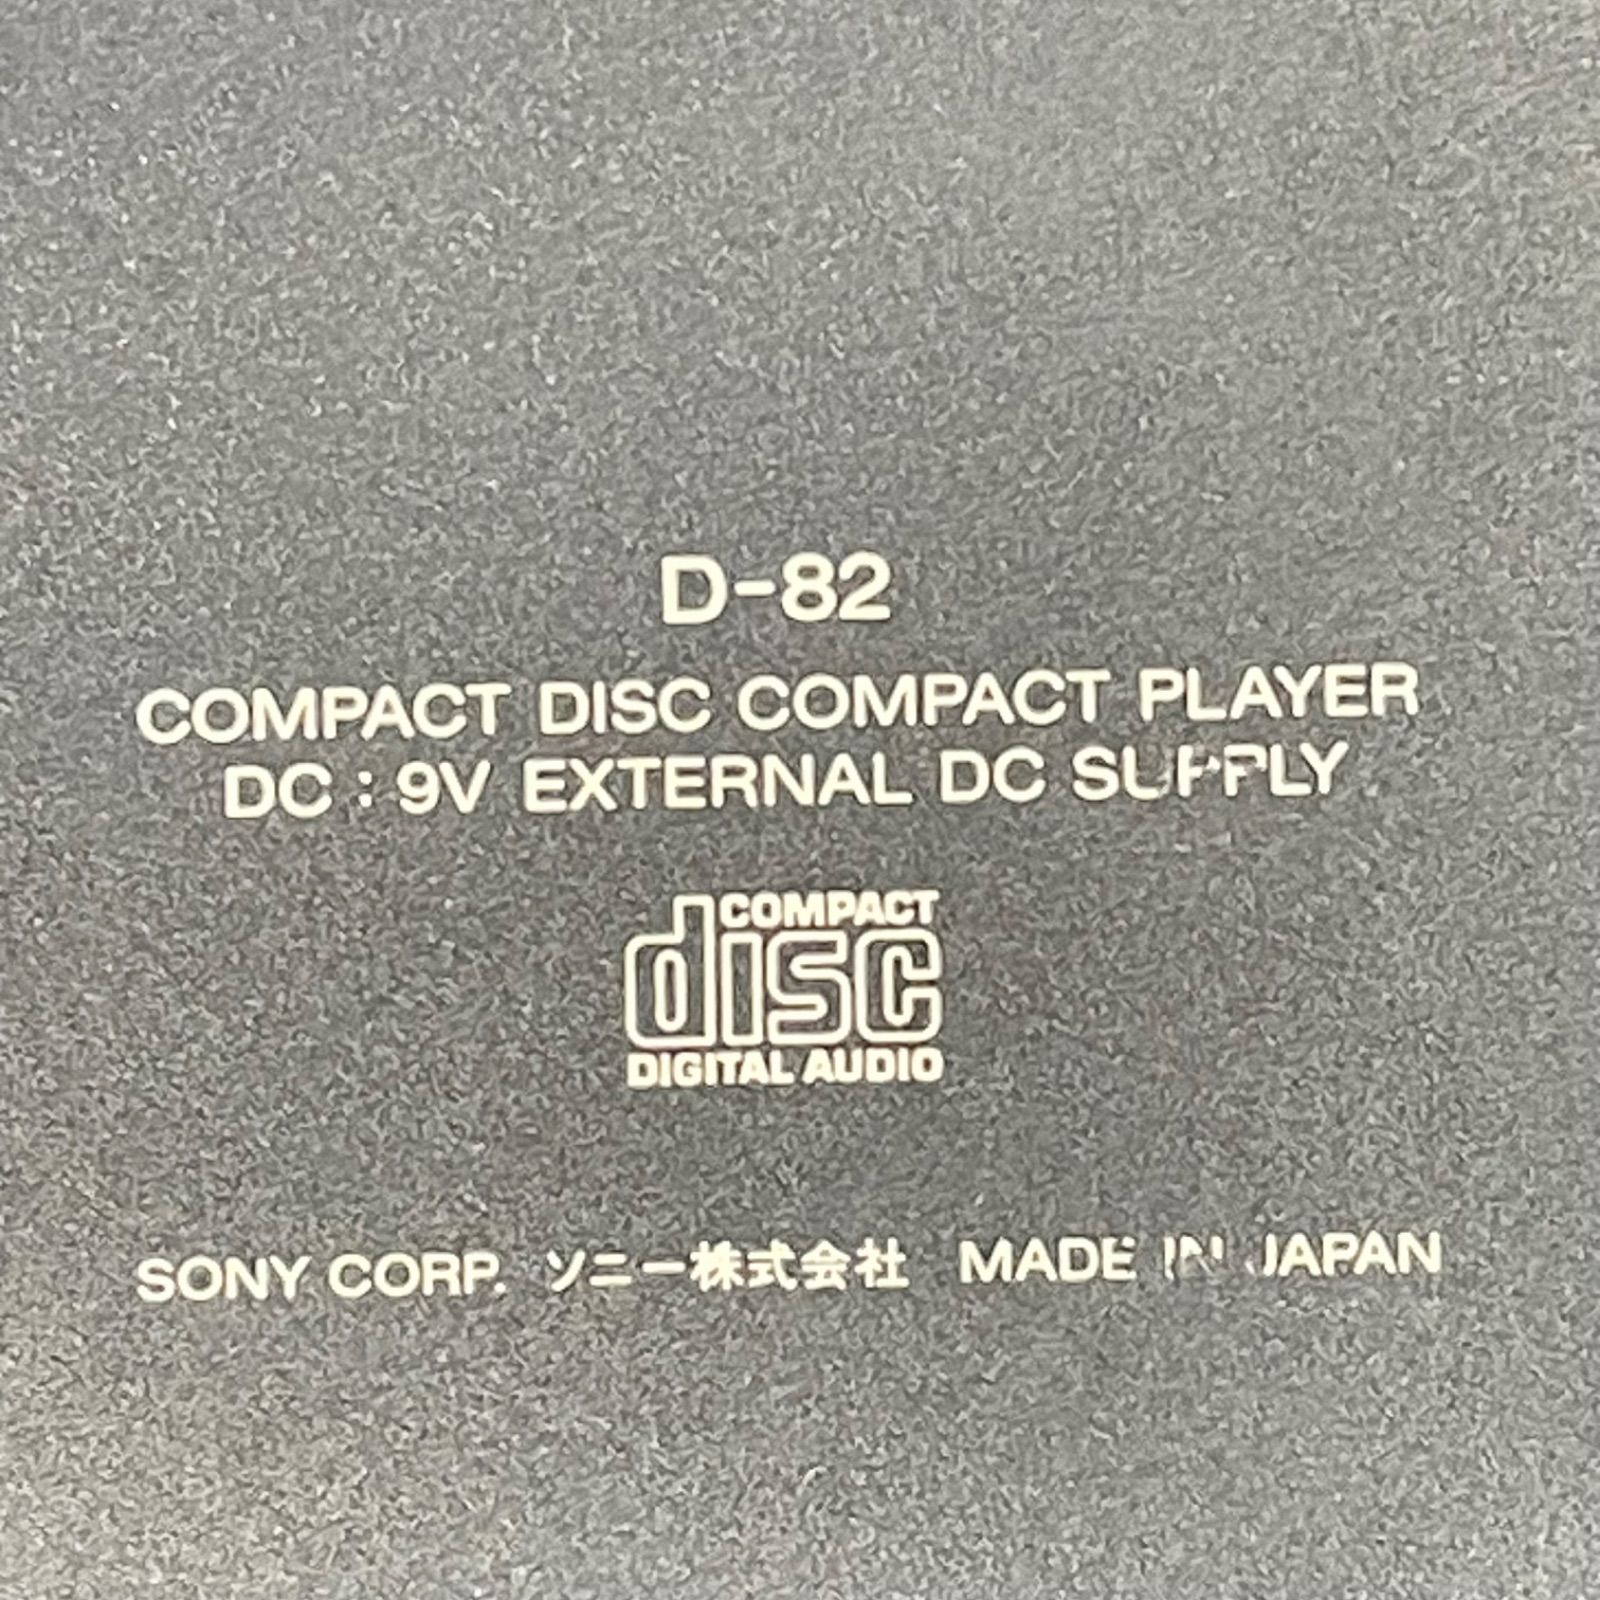 D-82
COMPACT DISC COMPACT PLAYER
DC : 9V EXTERNAL DC SUPPLY
COMPACT
disc
DIGITAL AUDIO
SONY CORP. ソニー株式会社 MADE IN JAPAN